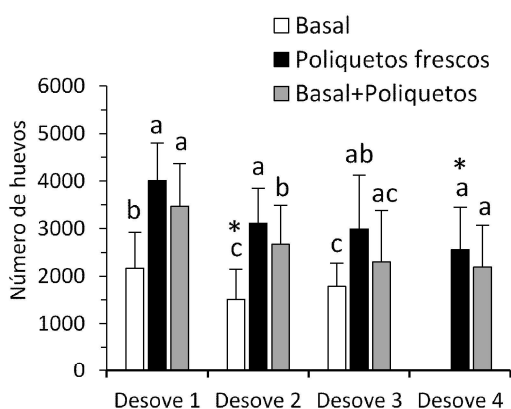 Basal
Poliquetos frescos
Basal+Poliquetos
Número de huevos
6000
5000
4000
3000
2000
1000
0
b a a
* c a b
c ab ac
* a a
Desove 1 Desove 2 Desove 3 Desove 4